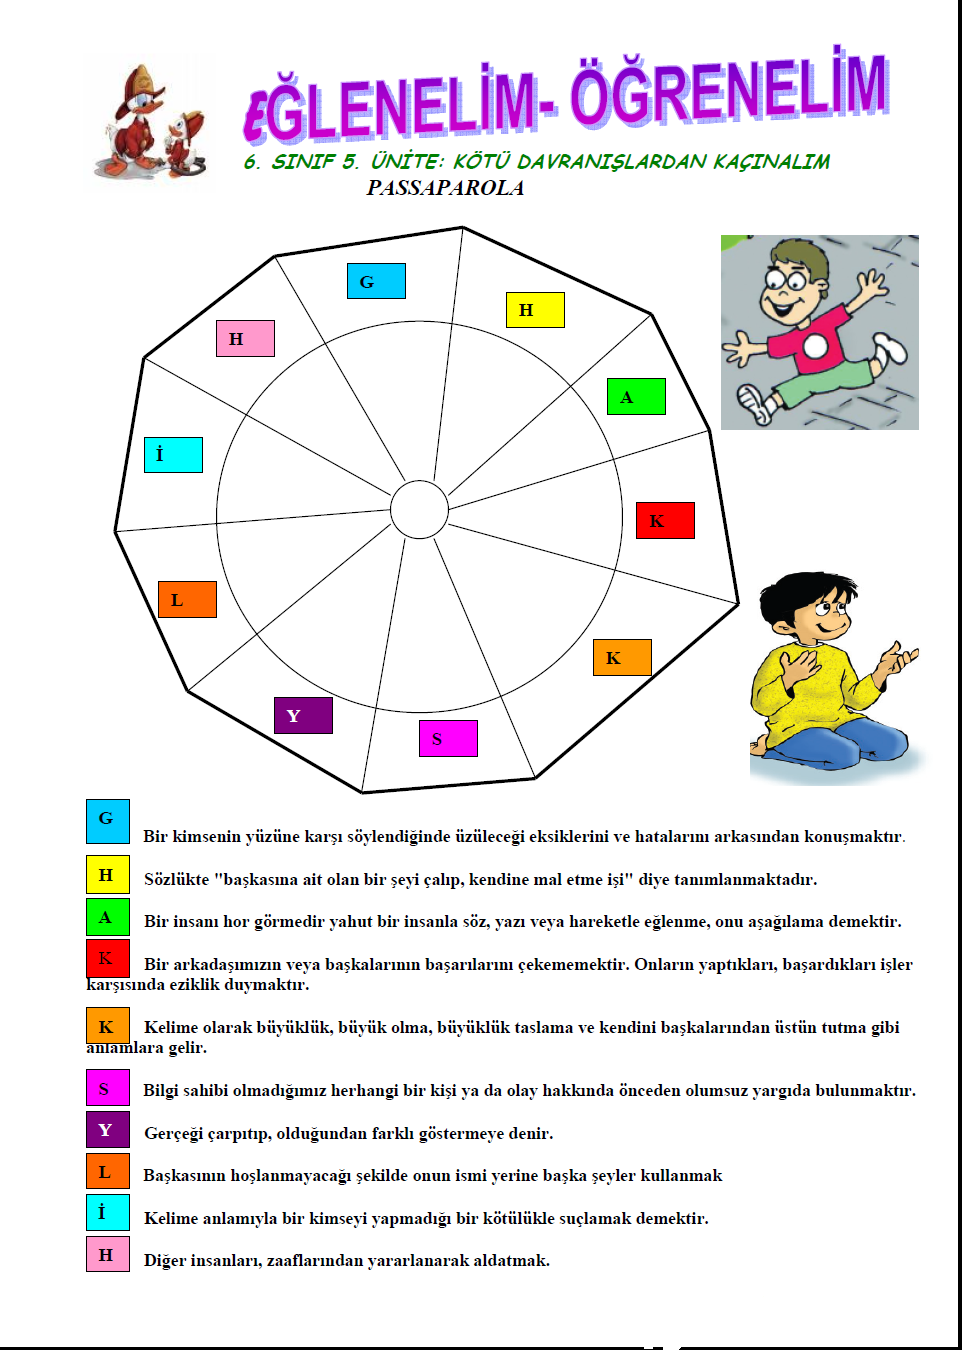 EĞLENELİM- ÖĞRENELİM
6. SINIF 5. ÜNİTE: KÖTÜ DAVRANIŞLARDAN KAÇINALIM
PASSAPAROLA
G
H
H
A
İ
K
L
K
Y
S
G Bir kimsenin yüzüne karşı söylendiğinde üzüleceği eksiklerini ve hatalarını arkasından konuşmaktır.
H Sözlükte "başkasına ait olan bir şeyi çalıp, kendine mal etme işi" diye tanımlanmaktadır.
A Bir insanı hor görmedir yahut bir insanla söz, yazı veya hareketle eğlenme, onu aşağılama demektir.
K Bir arkadaşımızın veya başkalarının başarılarını çekememektir. Onların yaptıkları, başardıkları işler
karşısında eziklik duymaktır.
K Kelime olarak büyüklük, büyük olma, büyüklük taslama ve kendini başkalarından üstün tutma gibi
anlamlara gelir.
S Bilgi sahibi olmadığımız herhangi bir kişi ya da olay hakkında önceden olumsuz yargıda bulunmaktır.
Y Gerçeği çarpıtıp, olduğundan farklı göstermeye denir.
L Başkasının hoşlanmayacağı şekilde onun ismi yerine başka şeyler kullanmak
İ Kelime anlamıyla bir kimseyi yapmadığı bir kötülükle suçlamak demektir.
H Diğer insanları, zaaflarından yararlanarak aldatmak.